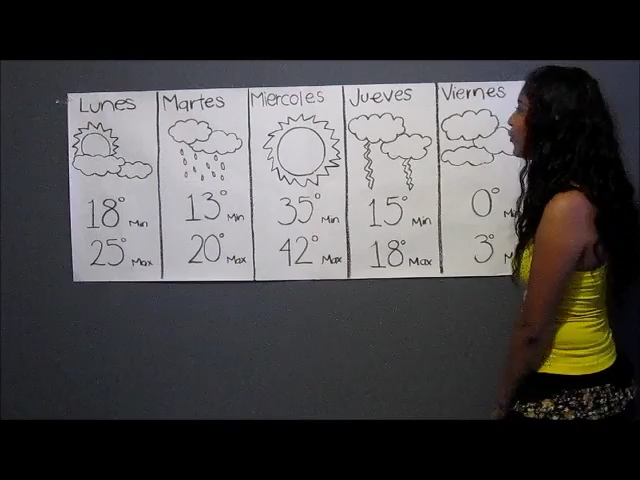 Lunes
18° Min
25° Max
Martes
13° Min
20° Max
Miercoles
35° Min
42° Max
Jueves
15° Min
18° Max
Viernes
0°
3°